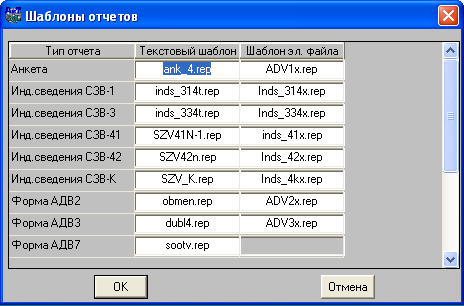 Шаблоны отчетов
Тип отчета Текстовый шаблон Шаблон эл. файла
Анкета ank_4.rep ADV1x.rep
Инд.сведения СЗВ-1 inds_314t.rep Inds_314x.rep
Инд.сведения СЗВ-3 inds_334t.rep Inds_334x.rep
Инд.сведения СЗВ-41 SZV41N-1.rep inds_41x.rep
Инд.сведения СЗВ-42 SZV42n.rep Inds_42x.rep
Инд.сведения СЗВ-К SZV_K.rep Inds_4kx.rep
Форма АДВ2 obmen.rep ADV2x.rep
Форма АДВ3 dubl4.rep ADV3x.rep
Форма АДВ7 sootv.rep
OK Отмена